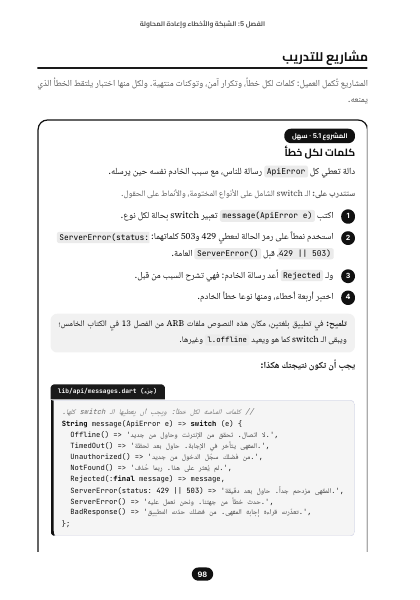 الفصل 5: الشبكة والأخطاء وإعادة المحاولة
مشاريع للتدريب
المشاريع تُكمل العميل: كلمات لكل خطأ، وتكرار آمن، وتوكنات منتهية. ولكل منها اختبار يلتقط الخطأ الذي
يمنعه.
المشروع 5.1 · سهل
كلمات لكل خطأ
دالة تعطي كل ApiError رسالة للناس، مع سبب الخادم نفسه حين يرسله.
ستتدرب على: الـ switch الشامل على الأنواع المختومة، والأنماط على الحقول.
1 اكتب message(ApiError e) تعبير switch بحالة لكل نوع.
2 استخدم نمطاً على رمز الحالة لتعطي 429 و503 كلماتهما: ServerError(status:
429 || 503)، قبل ServerError() العامة.
3 ولـ Rejected أعد رسالة الخادم: فهي تشرح السبب من قبل.
4 اختبر أربعة أخطاء، ومنها نوعا خطأ الخادم.
تلميح: في تطبيق بلغتين، مكان هذه النصوص ملفات ARB من الفصل 13 في الكتاب الخامس؛
ويبقى الـ switch كما هو ويعيد l.offline وغيرها.
يجب أن تكون نتيجتك هكذا:
lib/api/messages.dart (جزء)
// كلمات الشاشة لكل خطأ: ويجب أن يغطيها الـ switch كلها.
String message(ApiError e) => switch (e) {
Offline() => 'لا اتصال. تحقق من الإنترنت وحاول من جديد.',
TimedOut() => 'المقهى يتأخر في الإجابة. حاول بعد لحظة.',
Unauthorized() => 'من فضلك سجّل الدخول من جديد.',
NotFound() => 'لم يُعثر على هذا. ربما حُذف.',
Rejected(:final message) => message,
ServerError(status: 429 || 503) => 'المقهى مزدحم جداً. حاول بعد دقيقة.',
ServerError() => 'حدث خطأ من جهتنا. ونحن نعمل عليه.',
BadResponse() => 'تعذرت قراءة إجابة المقهى. من فضلك حدّث التطبيق.',
};
98